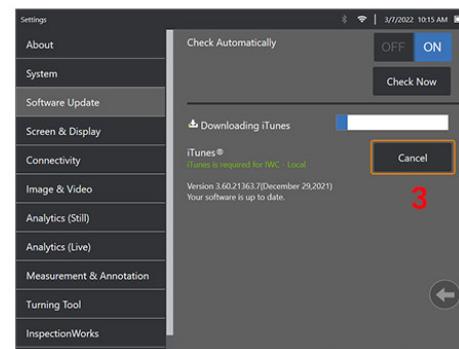 Settings
3/7/2022 10:15 AM
About
System
Software Update
Screen & Display
Connectivity
Image & Video
Analytics (Still)
Analytics (Live)
Measurement & Annotation
Turning Tool
InspectionWorks
Check Automatically
OFF ON
Check Now
Downloading iTunes
iTunes®
iTunes is required for IWC - Local
Cancel
Version 3.60.21363.7(December 29,2021)
Your software is up to date.
3